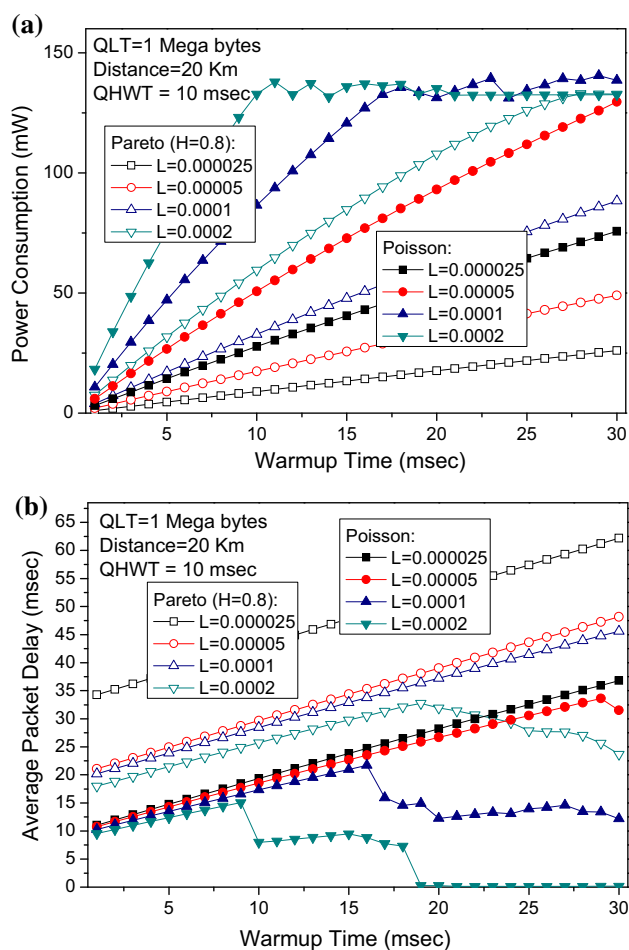 (a)
QLT=1 Mega bytes
Distance=20 Km
QHWT = 10 msec
Pareto (H=0.8):
L=0.000025
L=0.00005
L=0.0001
L=0.0002
Poisson:
L=0.000025
L=0.00005
L=0.0001
L=0.0002
Power Consumption (mW)
150
100
50
0
5 10 15 20 25 30
Warmup Time (msec)
(b)
QLT=1 Mega bytes
Distance=20 Km
QHWT = 10 msec
Pareto (H=0.8):
L=0.000025
L=0.00005
L=0.0001
L=0.0002
Poisson:
L=0.000025
L=0.00005
L=0.0001
L=0.0002
Average Packet Delay (msec)
65
60
55
50
45
40
35
30
25
20
15
10
5
0
5 10 15 20 25 30
Warmup Time (msec)